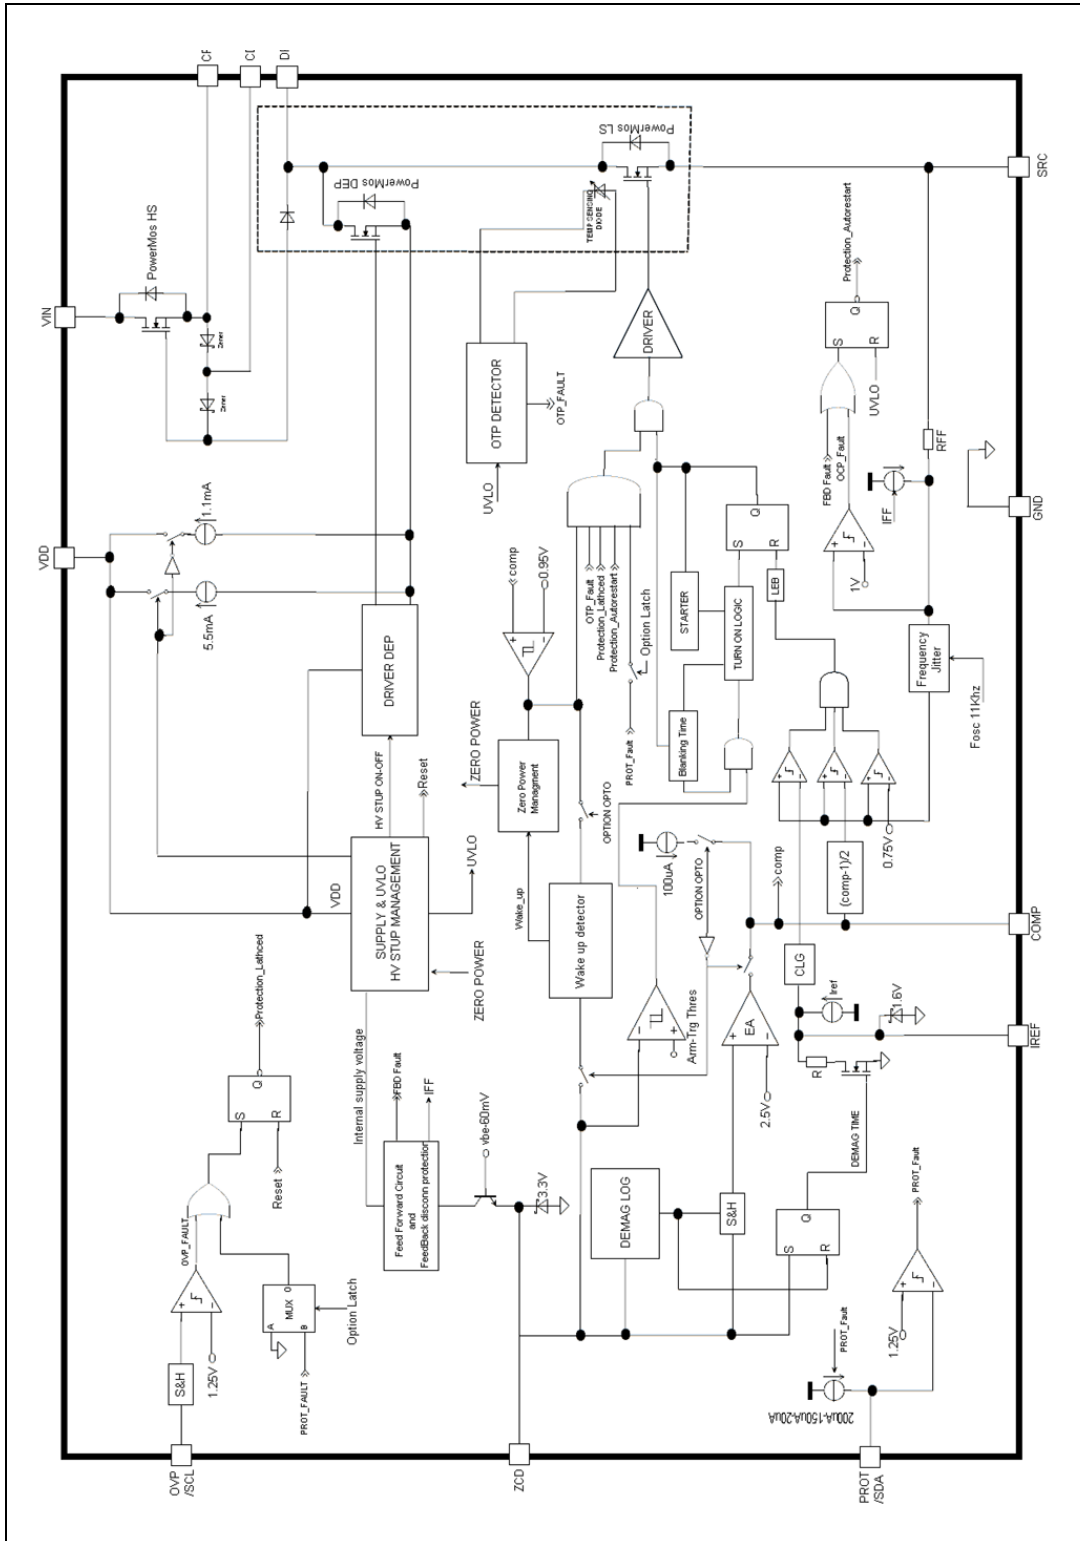 CF
DI
VIN
VDD
OVP
/SCL
ZCD
PROT
/SDA
IREF
COMP
GND
SRC
PowerMos HS
Zener
Zener
PowerMos DEP
PowerMos LS
TEMP SENSING
DIODE
5.5mA
1.1mA
DRIVER DEP
HV STUP ON-OFF
Reset
VDD
SUPPLY & UVLO
HV STUP MANAGEMENT
UVLO
ZERO POWER
ZERO POWER
Internal supply voltage
OTP DETECTOR
UVLO
OTP_FAULT
DRIVER
comp
0.95V
Zero Power
Managment
Wake_up
Wake up detector
OPTION OPTO
OTP_Fault
Protection_Lathced
Protection_Autorestart
Option Latch
PROT_Fault
STARTER
TURN ON LOGIC
Blanking Time
S
R
Q
LEB
Protection_Autorestart
S
R
Q
UVLO
FBD Fault
OCP_Fault
1V
IFF
RFF
Frequency
Jitter
Fosc 11Khz
0.75V
(comp-1)/2
comp
CLG
Iref
1.6V
R
DEMAG TIME
100uA
OPTION OPTO
Arm-Trg Thres
EA
2.5V
S&H
DEMAG LOG
S
R
Q
PROT_Fault
1.25V
PROT_Fault
200uA-150uA-20uA
Feed Forward Circuit
and
FeedBack disconn protection
FBD Fault
IFF
vbe-60mV
3.3V
Protection_Lathced
S
R
Q
Reset
OVP_FAULT
S&H
1.25V
MUX
A
B
0
Option Latch
PROT_FAULT